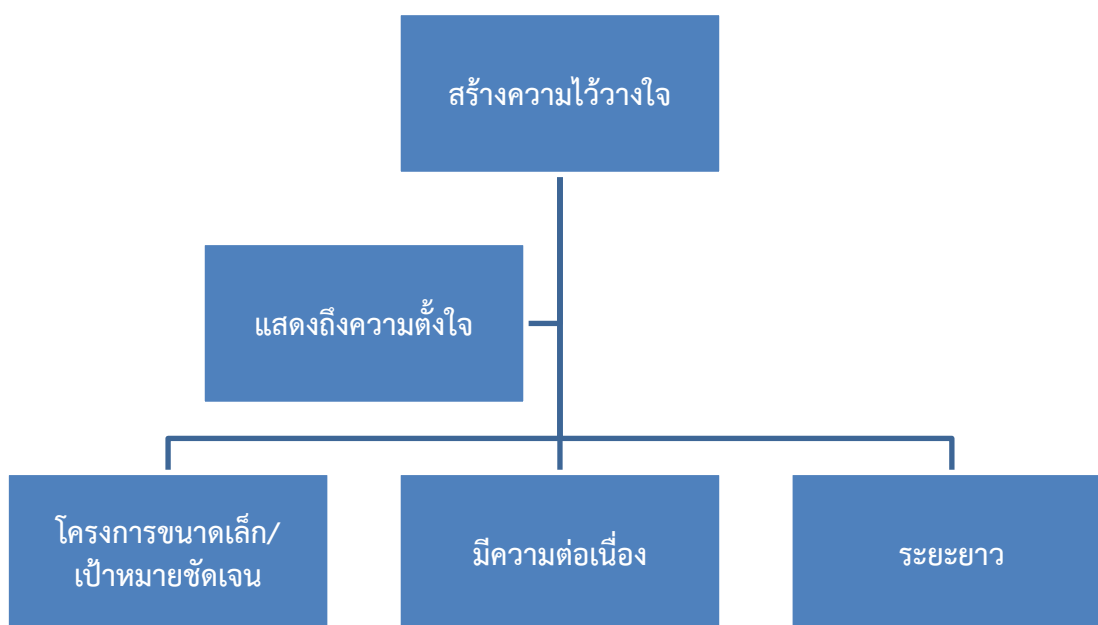 สร้างความไว้วางใจ
แสดงถึงความตั้งใจ
โครงการขนาดเล็ก/
เป้าหมายชัดเจน
มีความต่อเนื่อง
ระยะยาว